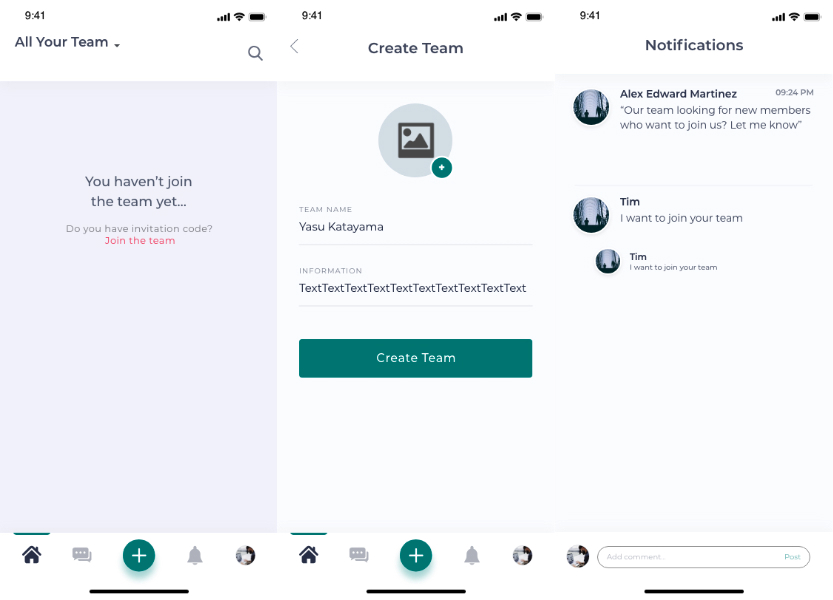 9:41
All Your Team
You haven't join
the team yet...
Do you have invitation code?
Join the team
9:41
Create Team
TEAM NAME
Yasu Katayama
INFORMATION
TextTextTextTextTextTextTextTextTextText
Create Team
9:41
Notifications
Alex Edward Martinez 09:24 PM
“Our team looking for new members
who want to join us? Let me know”
Tim
I want to join your team
Tim
I want to join your team
Add comment... Post